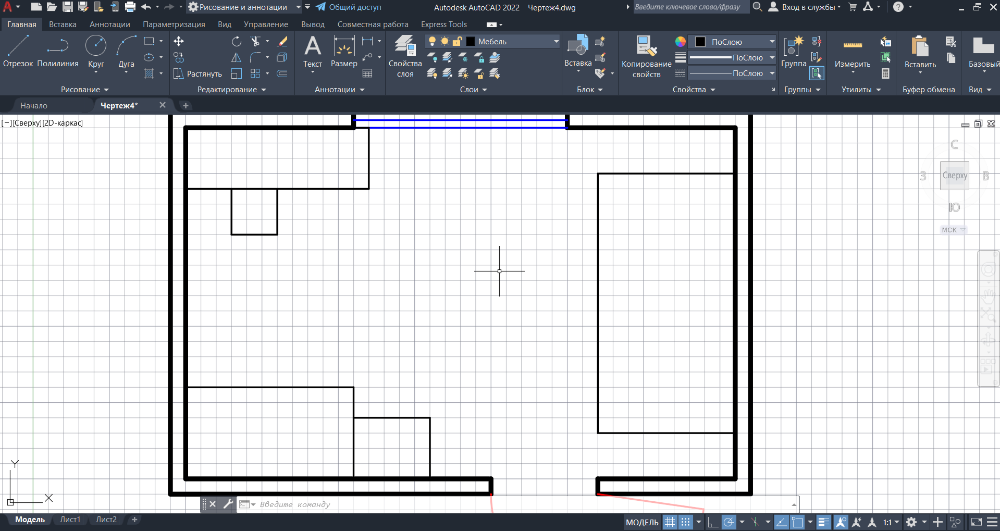 Рисование и аннотации
Общий доступ
Autodesk AutoCAD 2022 Чертеж4.dwg
Введите ключевое слово/фразу
Вход в службы
?
Главная Вставка Аннотации Параметризация Вид Управление Вывод Совместная работа Express Tools
Отрезок Полилиния Круг Дуга
Растянуть
Рисование
Редактирование
Текст Размер
Аннотации
Свойства слоя
Мебель
Слои
Вставка
Блок
Копирование свойств
ПоСлою
ПоСлою
ПоСлою
Свойства
Группа
Группы
Измерить
Утилиты
Вставить
Буфер обмена
Базовый
Вид
Начало Чертеж4*
[−][Сверху][2D-каркас]
С
З Сверху В
Ю
МСК
Y
X
Введите команду
Модель Лист1 Лист2
МОДЕЛЬ
1:1